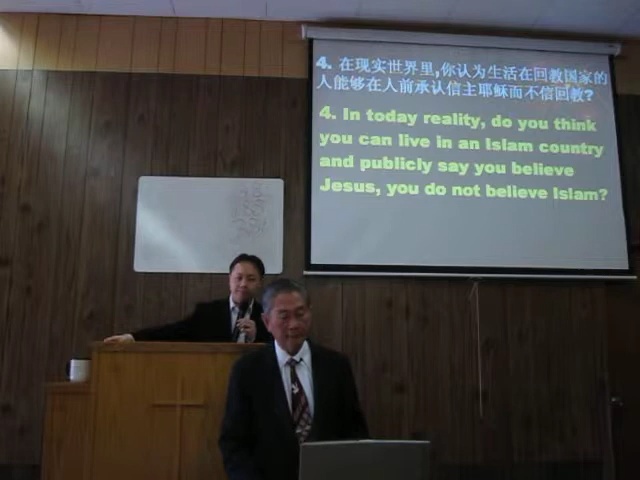 4. 在现实世界里,你认为生活在回教国家的
人能够在人前承认信主耶稣而不信回教?
4. In today reality, do you think
you can live in an Islam country
and publicly say you believe
Jesus, you do not believe Islam?